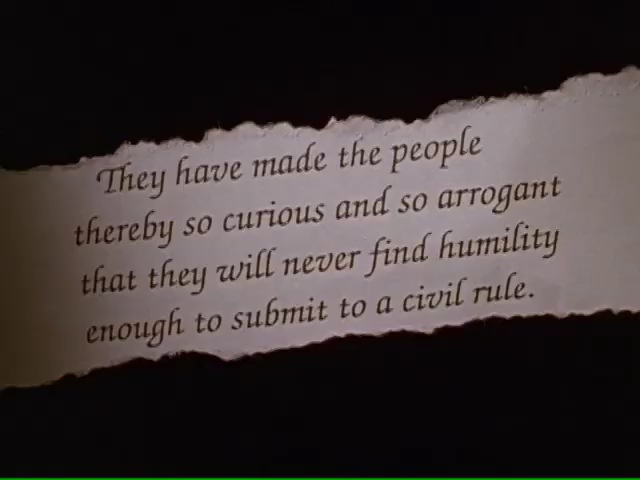 They have made the people
thereby so curious and so arrogant
that they will never find humility
enough to submit to a civil rule.